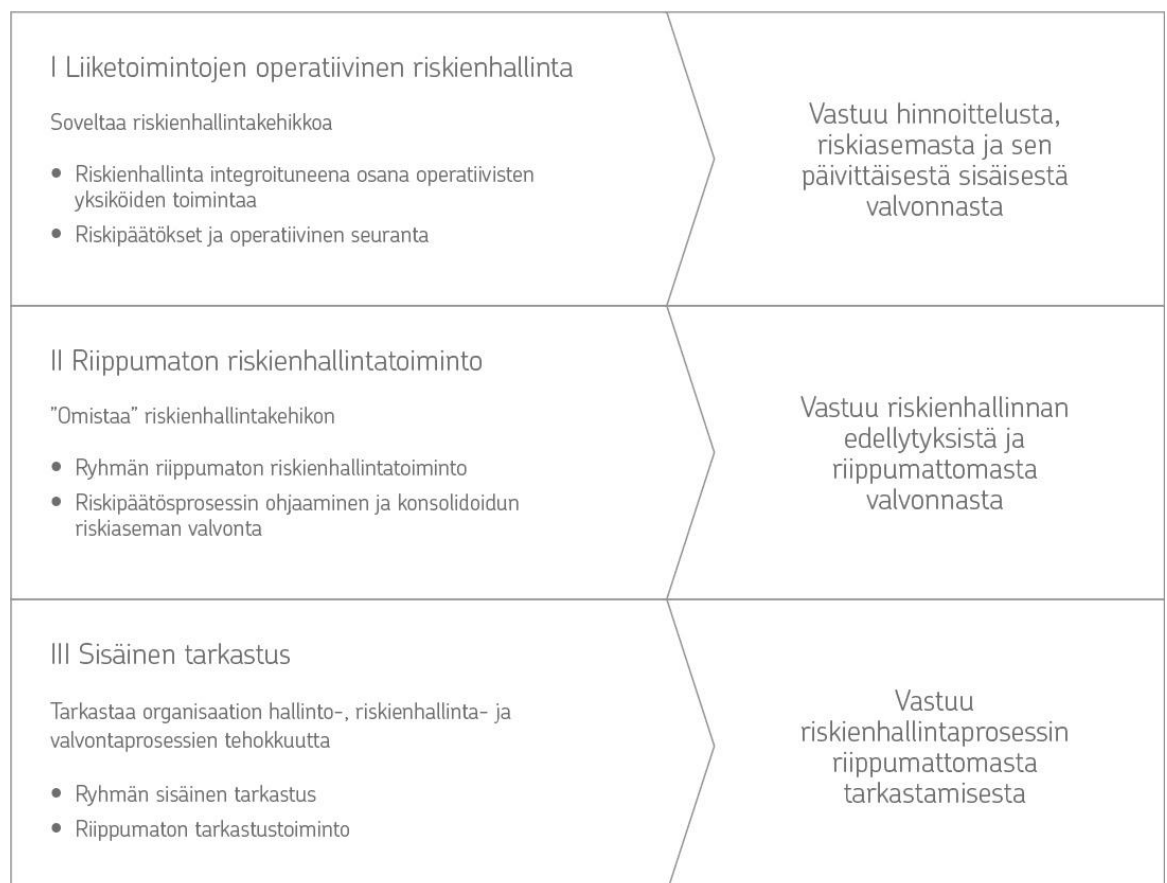 I Liiketoimintojen operatiivinen riskienhallinta
Soveltaa riskienhallintakehikkoa
• Riskienhallinta integroituneena osana operatiivisten
yksiköiden toimintaa
• Riskipäätökset ja operatiivinen seuranta
Vastuu hinnoittelusta,
riskiasemasta ja sen
päivittäisestä sisäisestä
valvonnasta
II Riippumaton riskienhallintatoiminto
”Omistaa” riskienhallintakehikon
• Ryhmän riippumaton riskienhallintatoiminto
• Riskipäätösprosessin ohjaaminen ja konsolidoidun
riskiaseman valvonta
Vastuu riskienhallinnan
edellytyksistä ja
riippumattomasta
valvonnasta
III Sisäinen tarkastus
Tarkastaa organisaation hallinto-, riskienhallinta- ja
valvontaprosessien tehokkuutta
• Ryhmän sisäinen tarkastus
• Riippumaton tarkastustoiminto
Vastuu
riskienhallintaprosessin
riippumattomasta
tarkastamisesta